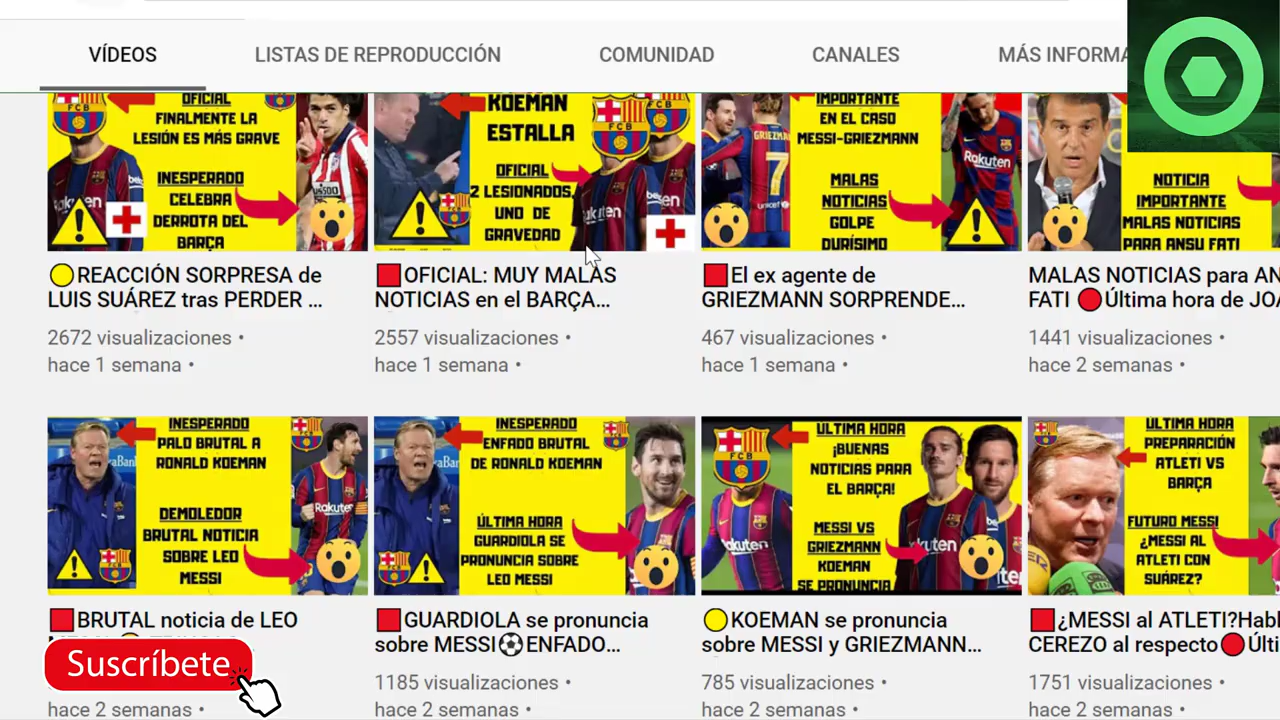 VÍDEOS
LISTAS DE REPRODUCCIÓN
COMUNIDAD
CANALES
MÁS INFORMA
OFICIAL
FINALMENTE LA
LESIÓN ES MÁS GRAVE
INESPERADO
CELEBRA
DERROTA DEL
BARÇA
KOEMAN
ESTALLA
OFICIAL
2 LESIONADOS,
UNO DE
GRAVEDAD
IMPORTANTE
EN EL CASO
MESSI-GRIEZMANN
MALAS
NOTICIAS
GOLPE
DURÍSIMO
NOTICIA
IMPORTANTE
MALAS NOTICIAS
PARA ANSU FATI
REACCIÓN SORPRESA de
LUIS SUÁREZ tras PERDER ...
2672 visualizaciones •
hace 1 semana •
OFICIAL: MUY MALAS
NOTICIAS en el BARÇA...
2557 visualizaciones •
hace 1 semana •
El ex agente de
GRIEZMANN SORPRENDE...
467 visualizaciones •
hace 1 semana •
MALAS NOTICIAS para AN
FATI Última hora de JOA
1441 visualizaciones •
hace 2 semanas •
INESPERADO
PALO BRUTAL A
RONALD KOEMAN
DEMOLEDOR
BRUTAL NOTICIA
SOBRE LEO
MESSI
INESPERADO
ENFADO BRUTAL
DE RONALD KOEMAN
ÚLTIMA HORA
GUARDIOLA SE
PRONUNCIA SOBRE
LEO MESSI
ULTIMA HORA
¡BUENAS
NOTICIAS PARA
EL BARÇA!
MESSI VS
GRIEZMANN
KOEMAN
SE PRONUNCIA
ÚLTIMA HORA
PREPARACIÓN
ATLETI VS
BARÇA
FUTURO MESSI
¿MESSI AL
ATLETI CON
SUÁREZ?
BRUTAL noticia de LEO
Suscríbete
hace 2 semanas •
GUARDIOLA se pronuncia
sobre MESSI ENFADO...
1185 visualizaciones •
hace 2 semanas •
KOEMAN se pronuncia
sobre MESSI y GRIEZMANN...
785 visualizaciones •
hace 2 semanas •
¿MESSI al ATLETI?Habl
CEREZO al respecto Últi
1751 visualizaciones •
hace 2 semanas •